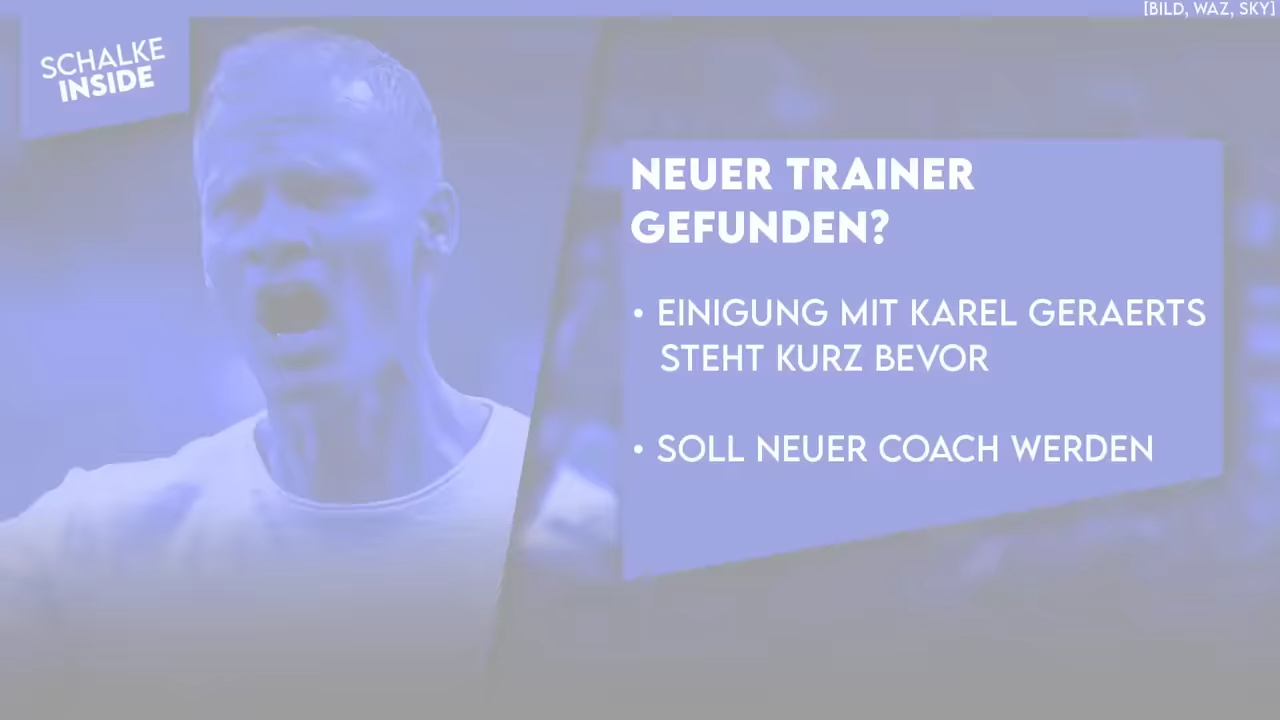 [BILD, WAZ, SKY]
SCHALKE
INSIDE
NEUER TRAINER
GEFUNDEN?
• EINIGUNG MIT KAREL GERAERTS
STEHT KURZ BEVOR
• SOLL NEUER COACH WERDEN